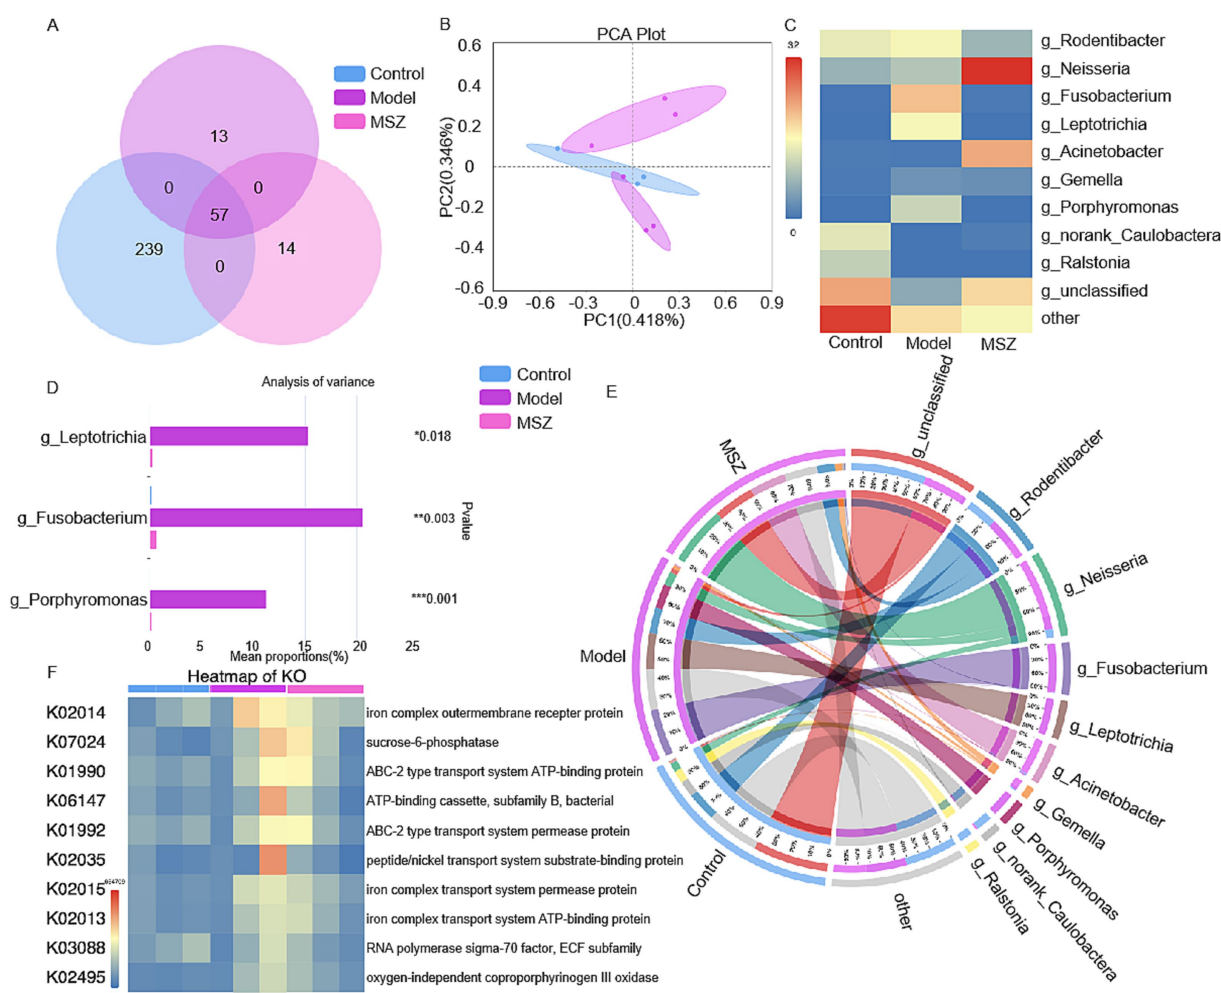 A
Control
Model
MSZ
13
0
0
57
239
14
0
B
PCA Plot
0.6
0.4
0.2
0
-0.2
-0.4
-0.6
PC2(0.346%)
-0.9
-0.6
-0.3
0
0.3
0.6
0.9
PC1(0.418%)
C
32
0
g_Rodentibacter
g_Neisseria
g_Fusobacterium
g_Leptotrichia
g_Acinetobacter
g_Gemella
g_Porphyromonas
g_norank_Caulobactera
g_Ralstonia
g_unclassified
other
Control
Model
MSZ
D
Analysis of variance
Control
Model
MSZ
g_Leptotrichia
*0.018
g_Fusobacterium
**0.003
g_Porphyromonas
***0.001
Pvalue
0
5
10
15
20
25
Mean proportions(%)
E
MSZ
g_unclassified
g_Rodentibacter
g_Neisseria
g_Fusobacterium
g_Leptotrichia
g_Acinetobacter
g_Gemella
g_Porphyromonas
g_norank_Caulobactera
g_Ralstonia
other
Control
Model
F
Heatmap of KO
K02014 iron complex outermembrane recepter protein
K07024 sucrose-6-phosphatase
K01990 ABC-2 type transport system ATP-binding protein
K06147 ATP-binding cassette, subfamily B, bacterial
K01992 ABC-2 type transport system permease protein
K02035 peptide/nickel transport system substrate-binding protein
K02015 iron complex transport system permease protein
K02013 iron complex transport system ATP-binding protein
K03088 RNA polymerase sigma-70 factor, ECF subfamily
K02495 oxygen-independent coproporphyrinogen III oxidase